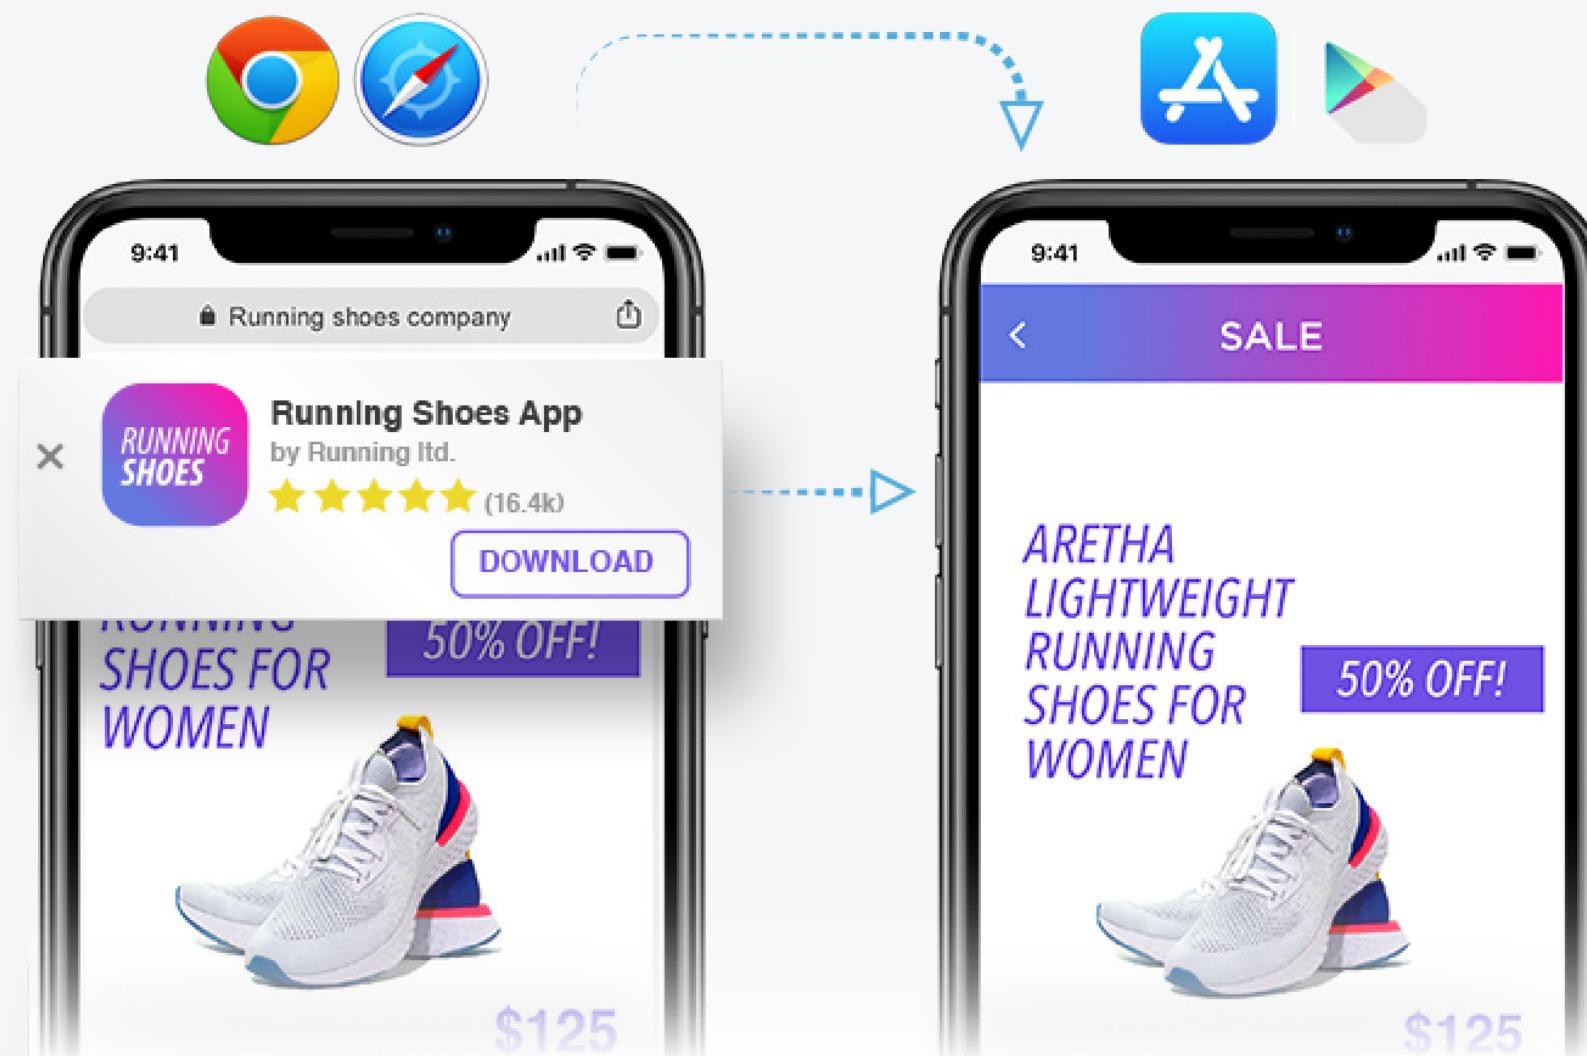 9:41
Running shoes company
RUNNING
SHOES
Running Shoes App
by Running ltd.
(16.4k)
DOWNLOAD
RUNNING
50% OFF!
SHOES FOR
WOMEN
$125
9:41
SALE
ARETHA
LIGHTWEIGHT
RUNNING
50% OFF!
SHOES FOR
WOMEN
$125